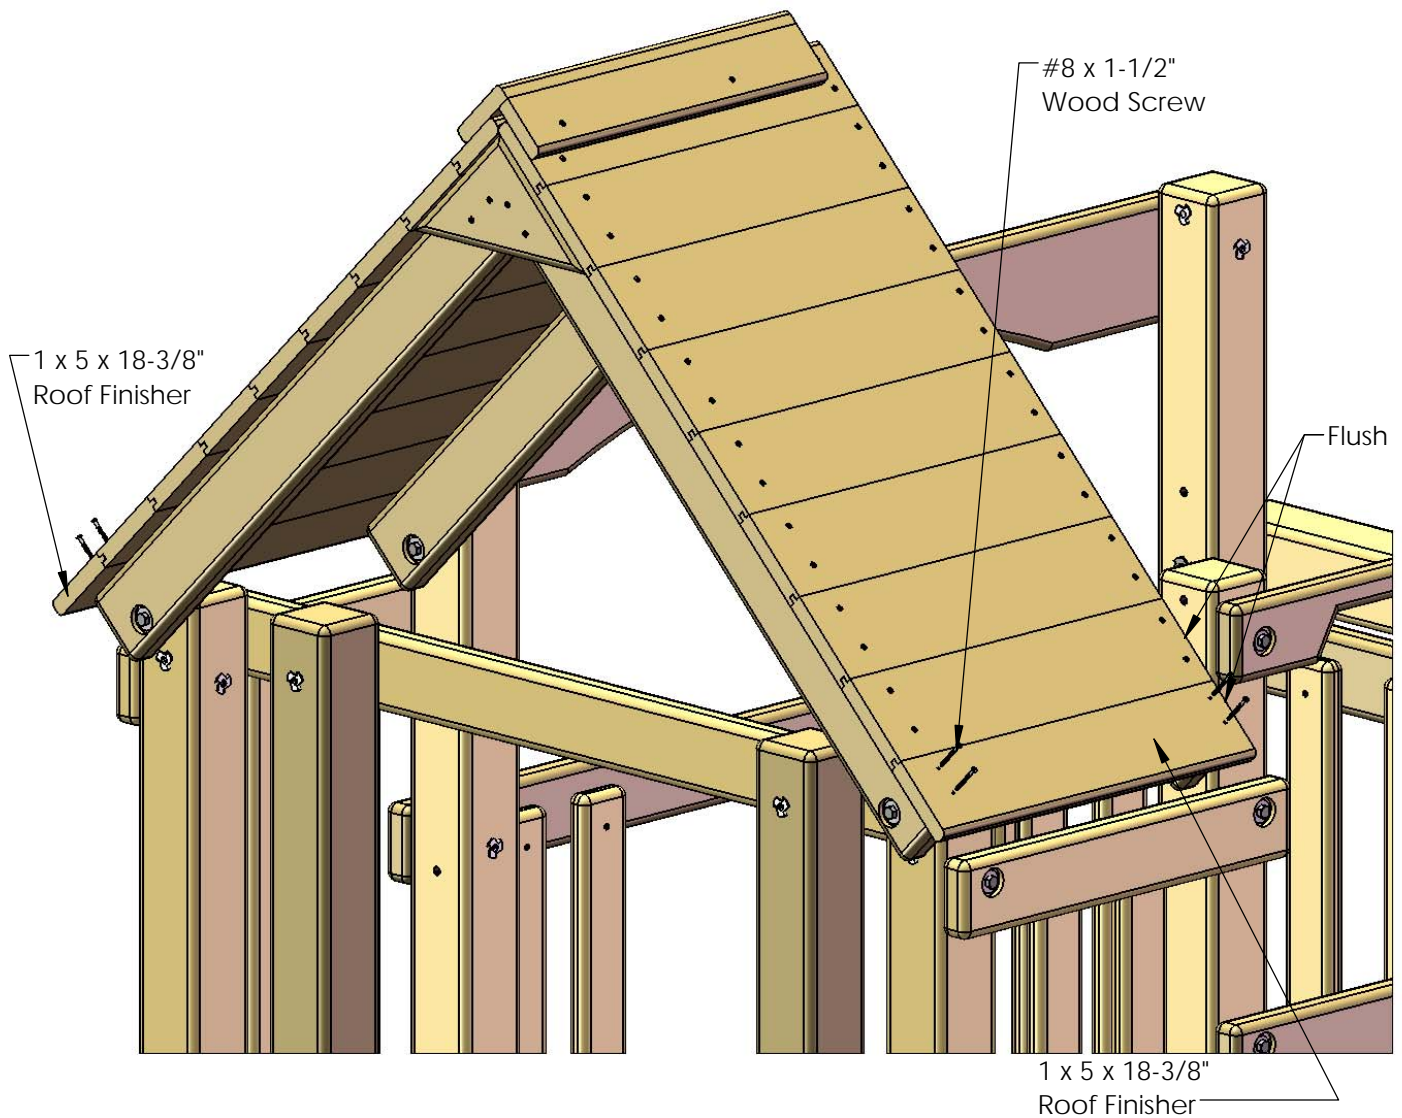 #8 x 1-1/2"
Wood Screw
1 x 5 x 18-3/8"
Roof Finisher
Flush
1 x 5 x 18-3/8"
Roof Finisher